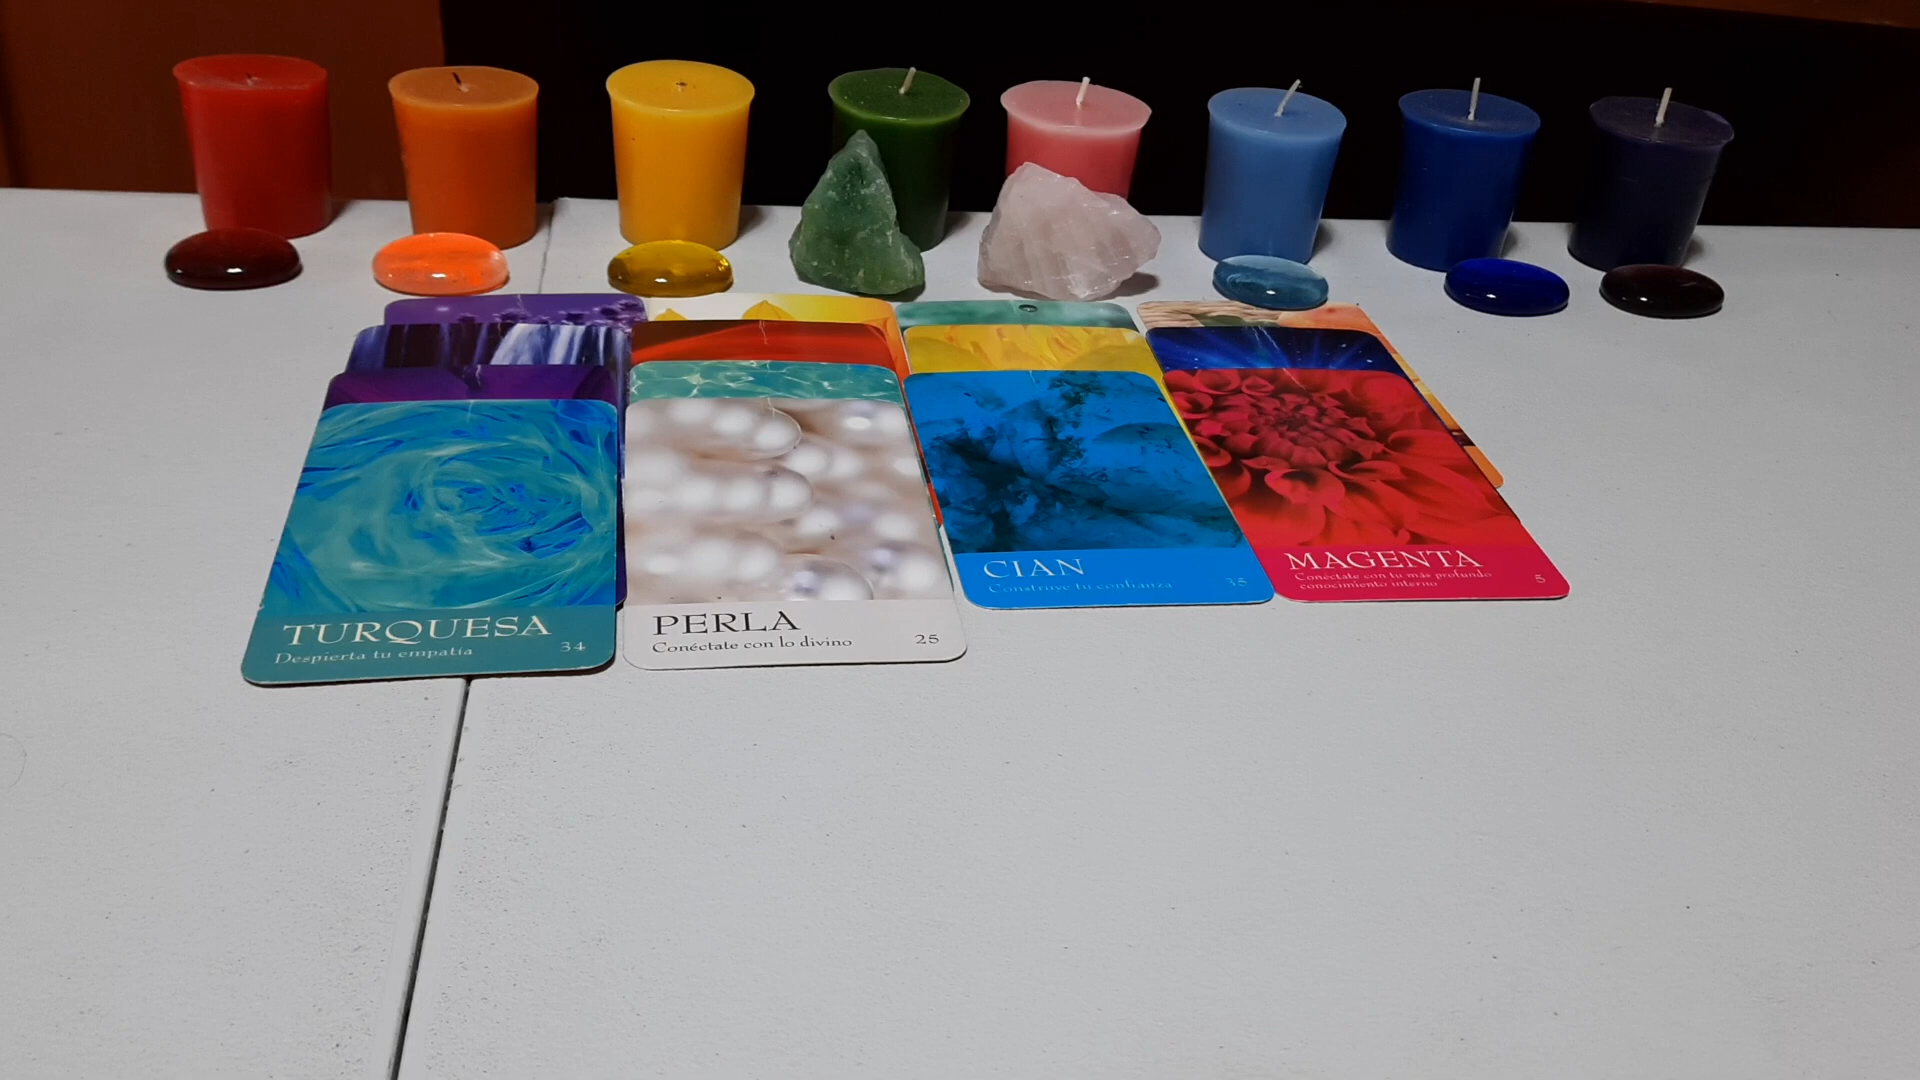 TURQUESA
Despierta tu empatía
34
PERLA
Conéctate con lo divino
25
CIAN
Construye tu confianza
35
MAGENTA
Conéctate con tu más profundo
conocimiento interno
5